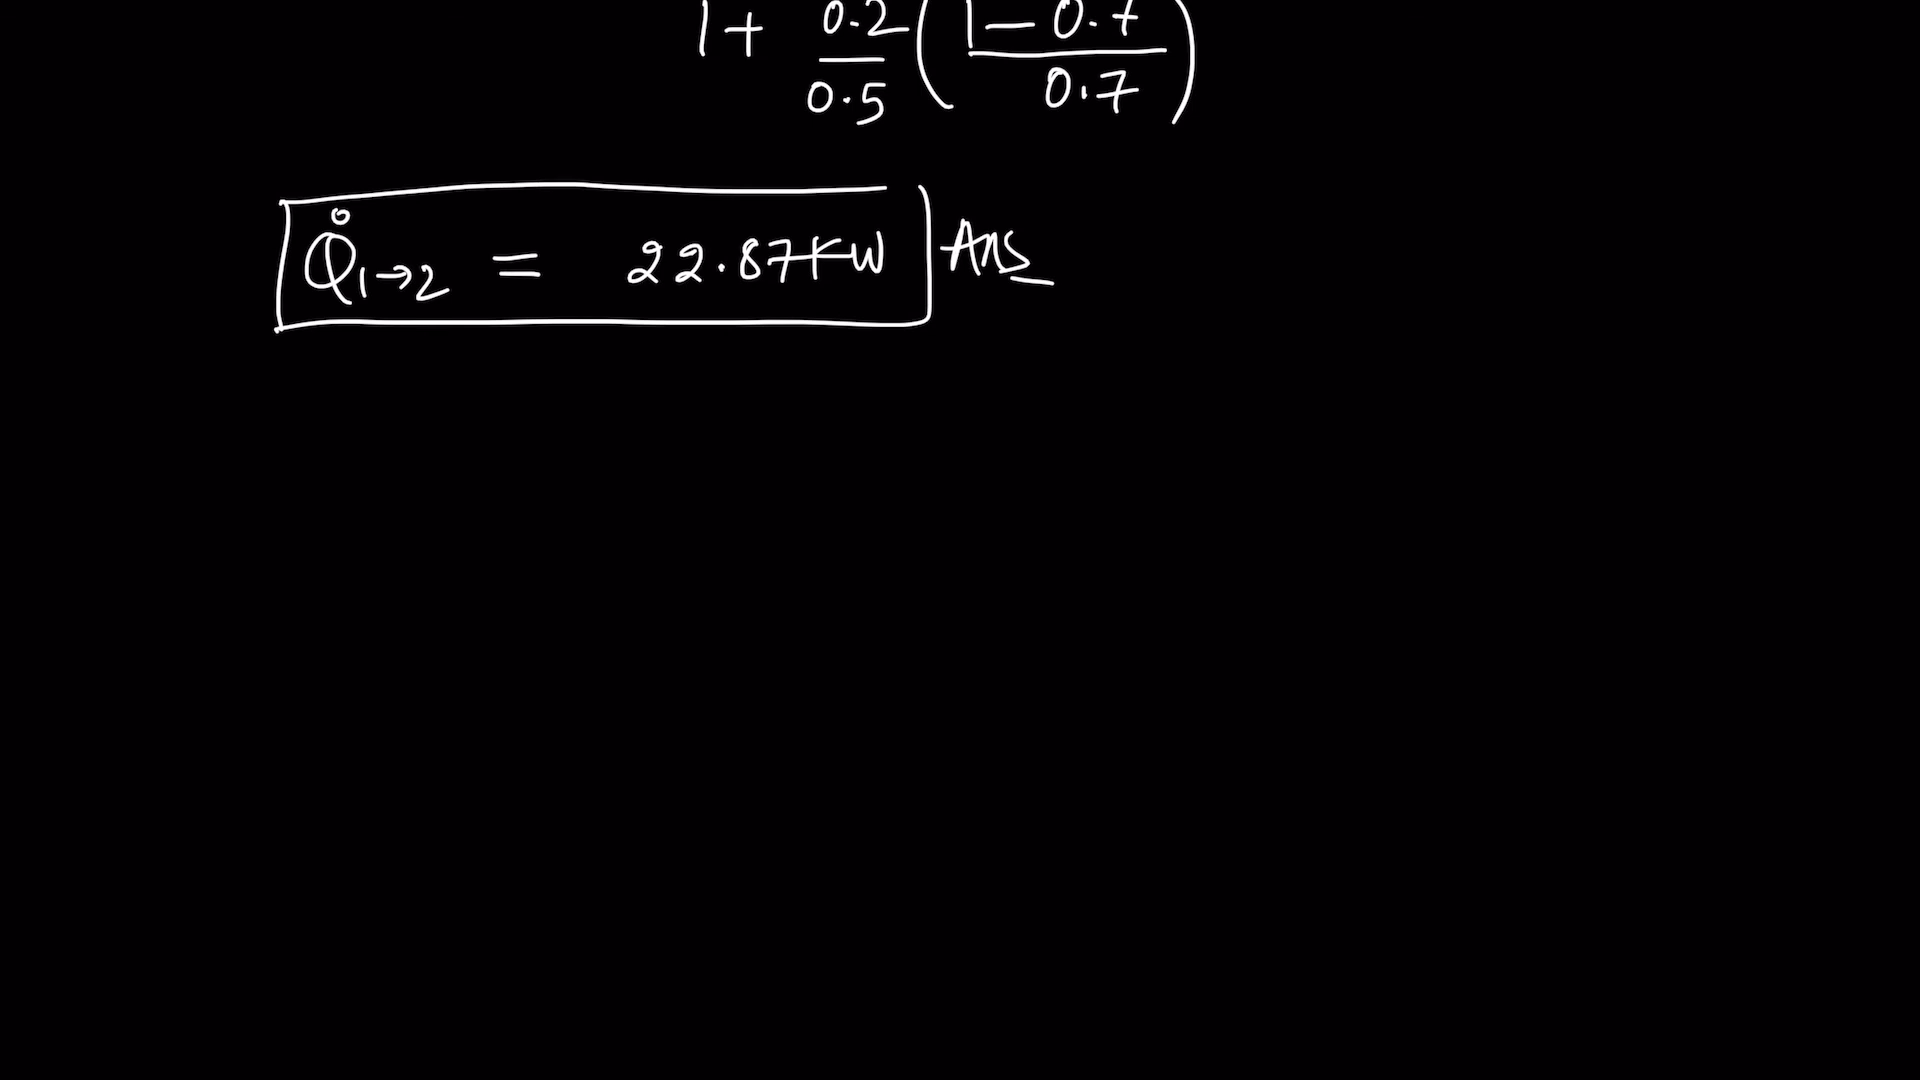 1 + 0.2/0.5 (1 - 0.7/0.7)
Q̊1→2 = 22.87KW Ans